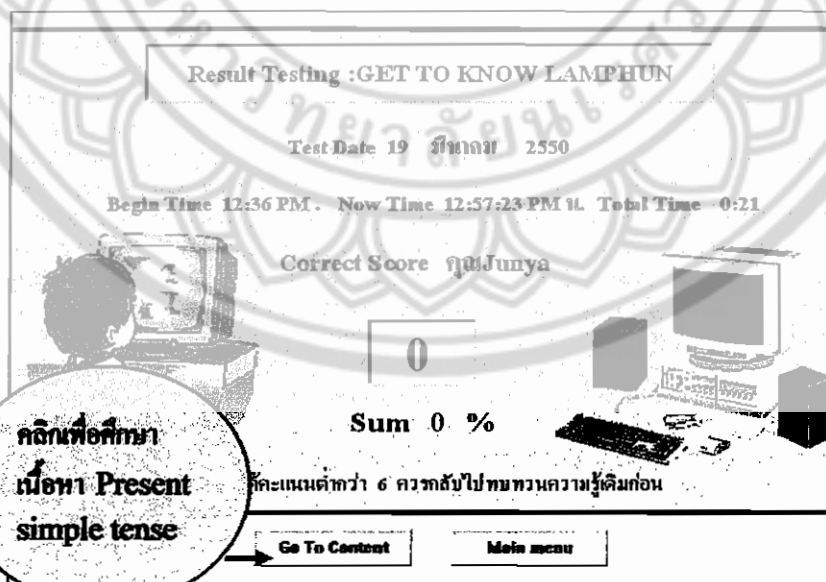 Result Testing :GET TO KNOW LAMPHUN
Test Date 19 มีนาคม 2550
Begin Time 12:36 PM. Now Time 12:57:23 PM น. Total Time 0:21
Correct Score คุณJunya
0
Sum 0 %
คลิกเพื่อศึกษา
เนื้อหา Present
simple tense
คะแนนต่ำกว่า 6 ควรกลับไปทบทวนความรู้เดิมก่อน
Go To Content Main menu